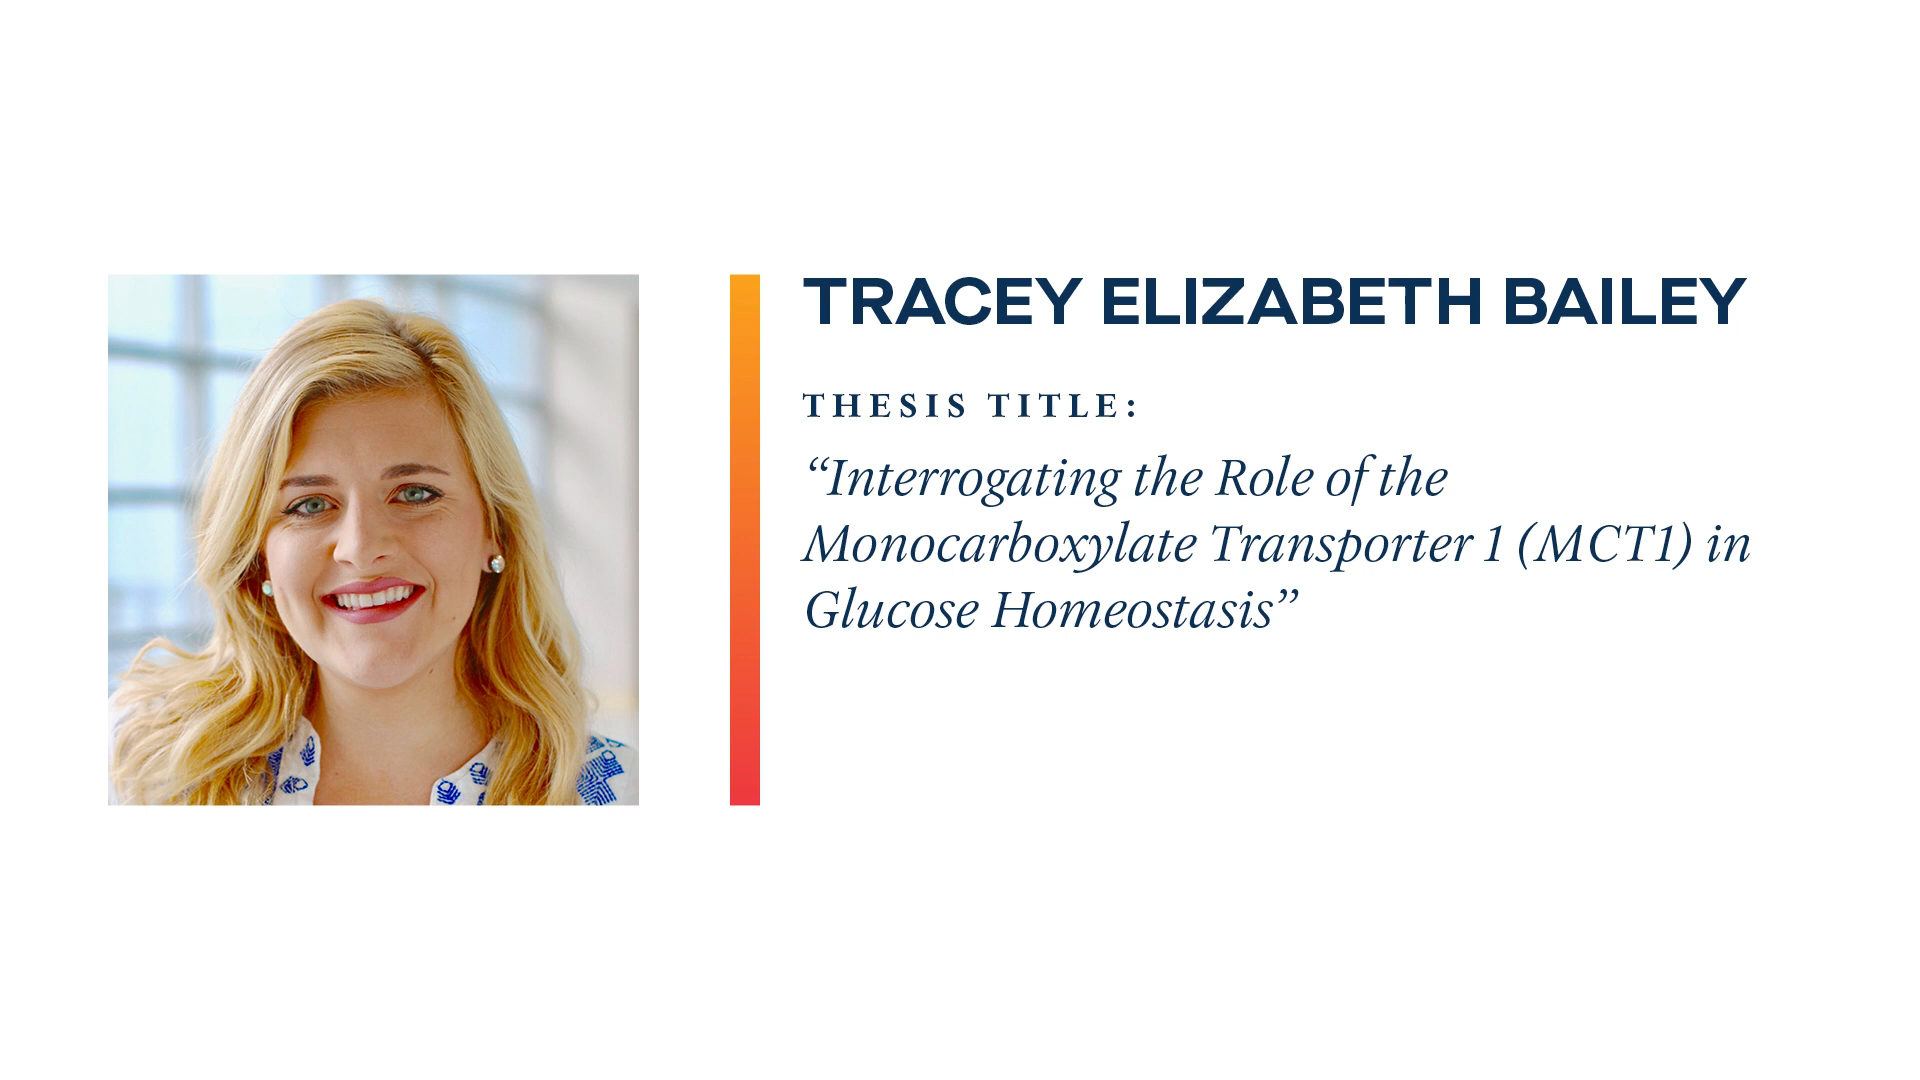 TRACEY ELIZABETH BAILEY
THESIS TITLE:
“Interrogating the Role of the
Monocarboxylate Transporter 1 (MCT1) in
Glucose Homeostasis”